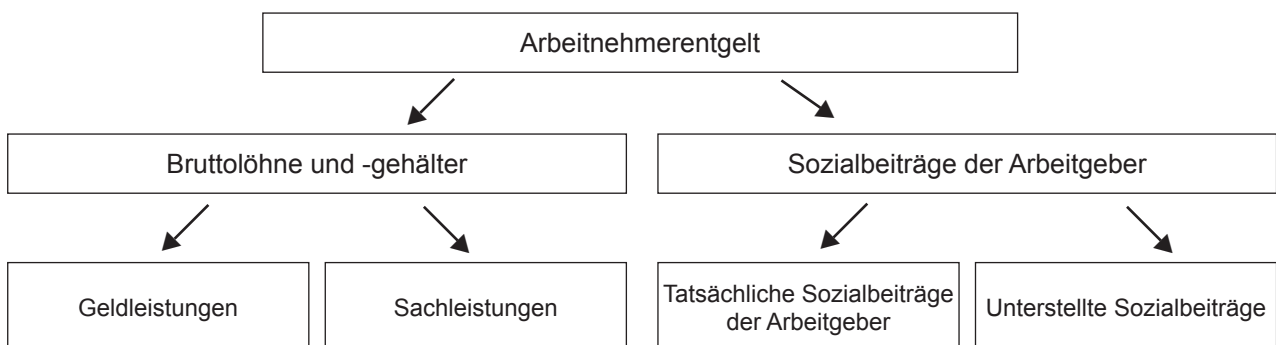 Arbeitnehmerentgelt
Bruttolöhne und -gehälter
Sozialbeiträge der Arbeitgeber
Geldleistungen
Sachleistungen
Tatsächliche Sozialbeiträge
der Arbeitgeber
Unterstellte Sozialbeiträge